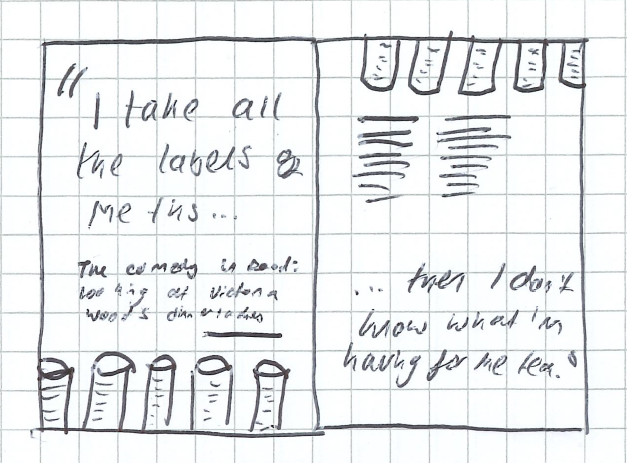 "I take all
the labels off
me tins...
The comedy in food:
looking at Victoria
Wood's dinnerladies
... then I don't
know what I'm
having for me tea."